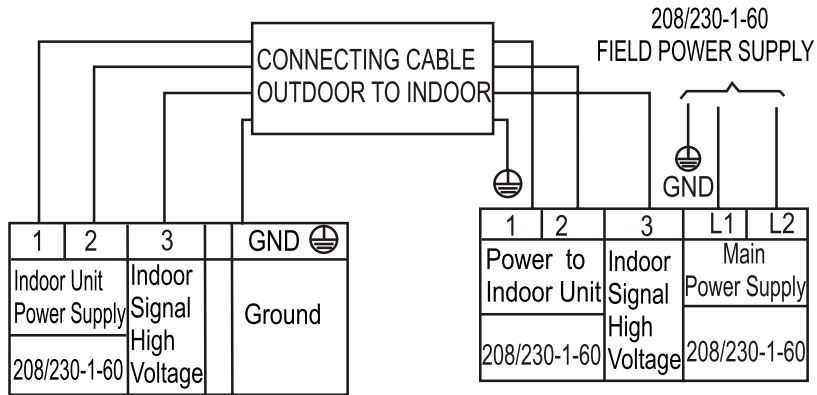 208/230-1-60
FIELD POWER SUPPLY
CONNECTING CABLE
OUTDOOR TO INDOOR
GND
1 2 3 GND
Indoor Unit
Power Supply
208/230-1-60
Indoor
Signal
High
Voltage
Ground
1 2 3 L1 L2
Power to
Indoor Unit
208/230-1-60
Indoor
Signal
High
Voltage
Main
Power Supply
208/230-1-60